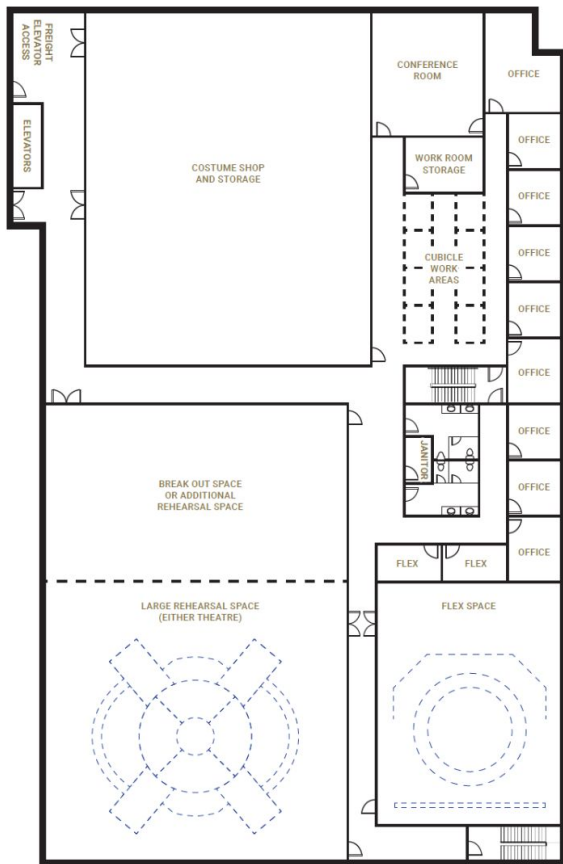 FREIGHT
ELEVATOR
ACCESS
CONFERENCE
ROOM
OFFICE
ELEVATORS
OFFICE
COSTUME SHOP
AND STORAGE
WORK ROOM
STORAGE
OFFICE
CUBICLE
WORK
AREAS
OFFICE
OFFICE
OFFICE
OFFICE
JANITOR
BREAK OUT SPACE
OR ADDITIONAL
REHEARSAL SPACE
OFFICE
FLEX
FLEX
OFFICE
LARGE REHEARSAL SPACE
(EITHER THEATRE)
FLEX SPACE